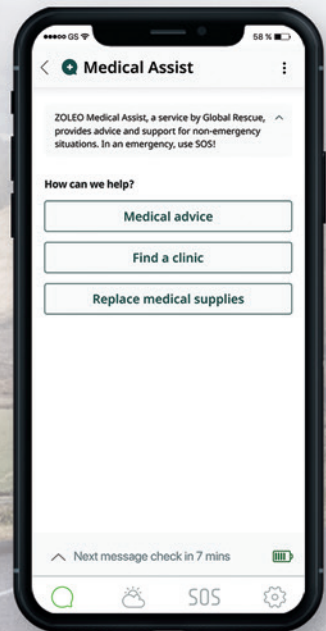 GS
58 %
Medical Assist
ZOLEO Medical Assist, a service by Global Rescue,
provides advice and support for non-emergency
situations. In an emergency, use SOS!
How can we help?
Medical advice
Find a clinic
Replace medical supplies
Next message check in 7 mins
SOS